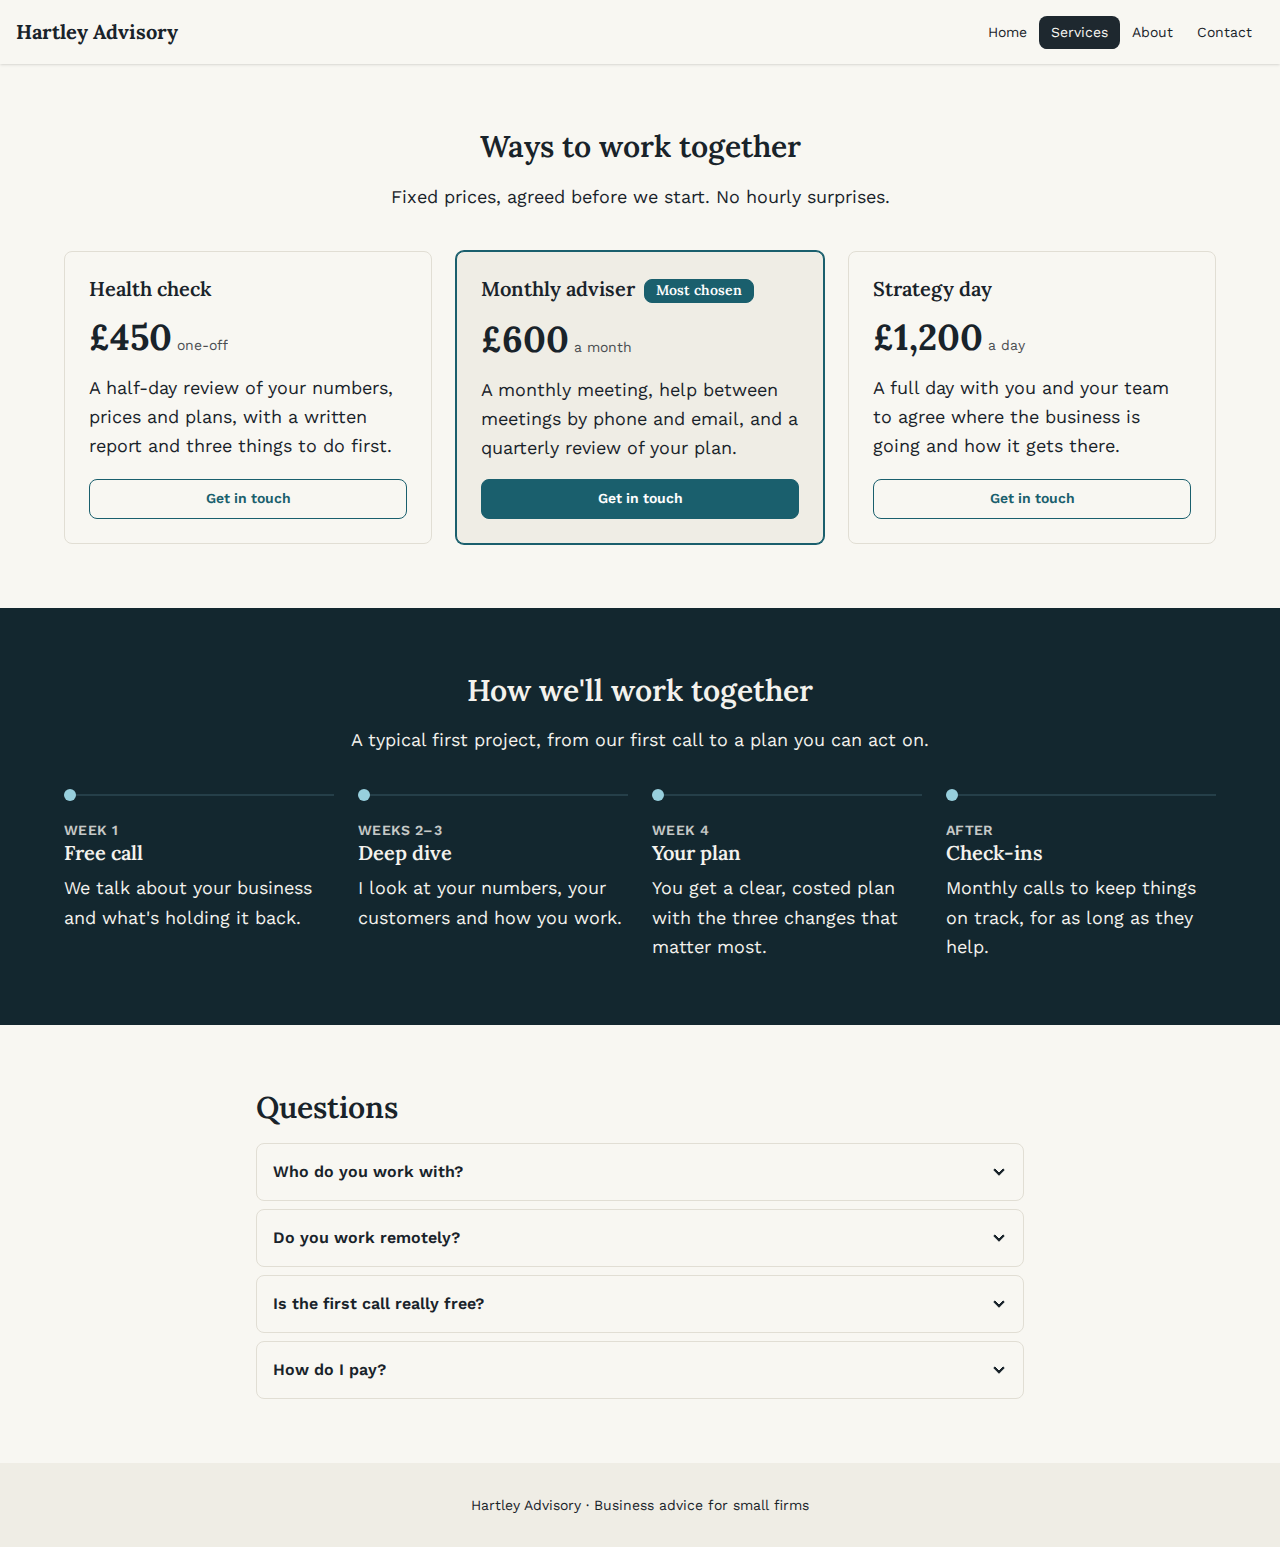 Hartley Advisory
Home Services About Contact
Ways to work together
Fixed prices, agreed before we start. No hourly surprises.
Health check
£450 one-off
A half-day review of your numbers,
prices and plans, with a written
report and three things to do first.
Get in touch
Monthly adviser Most chosen
£600 a month
A monthly meeting, help between
meetings by phone and email, and a
quarterly review of your plan.
Get in touch
Strategy day
£1,200 a day
A full day with you and your team
to agree where the business is
going and how it gets there.
Get in touch
How we'll work together
A typical first project, from our first call to a plan you can act on.
WEEK 1
Free call
We talk about your business
and what's holding it back.
WEEKS 2–3
Deep dive
I look at your numbers, your
customers and how you work.
WEEK 4
Your plan
You get a clear, costed plan
with the three changes that
matter most.
AFTER
Check-ins
Monthly calls to keep things
on track, for as long as they
help.
Questions
Who do you work with?
Do you work remotely?
Is the first call really free?
How do I pay?
Hartley Advisory · Business advice for small firms